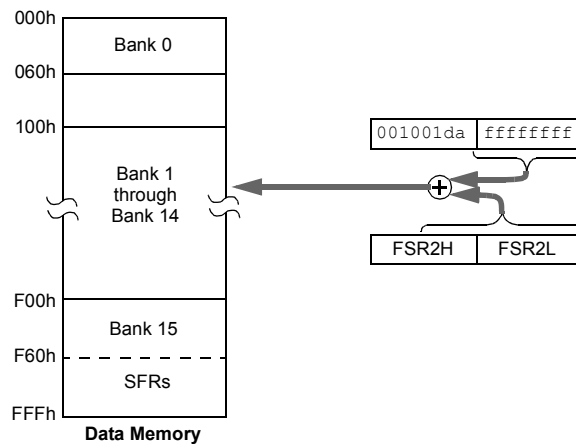 000h
Bank 0
060h
100h
001001da ffffffff
Bank 1
through
Bank 14
FSR2H FSR2L
F00h
Bank 15
F60h
SFRs
FFFh
Data Memory